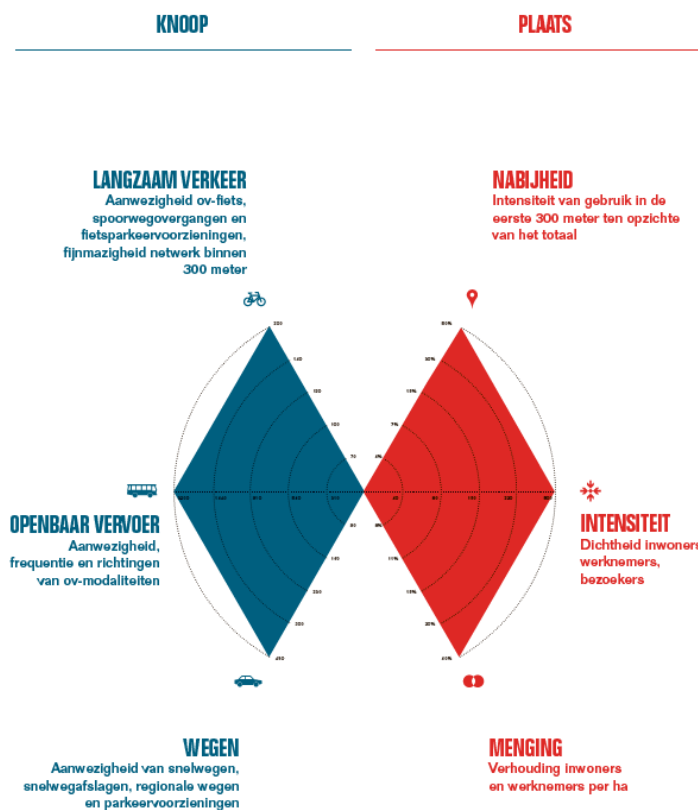 KNOOP
PLAATS
LANGZAAM VERKEER
Aanwezigheid ov-fiets,
spoorwegovergangen en
fietsparkeervoorzieningen,
fijnmazigheid netwerk binnen
300 meter
NABIJHEID
Intensiteit van gebruik in de
eerste 300 meter ten opzichte
van het totaal
OPENBAAR VERVOER
Aanwezigheid,
frequentie en richtingen
van ov-modaliteiten
INTENSITEIT
Dichtheid inwoners
werknemers,
bezoekers
WEGEN
Aanwezigheid van snelwegen,
snelwegafslagen, regionale wegen
en parkeervoorzieningen
MENGING
Verhouding inwoners
en werknemers per ha